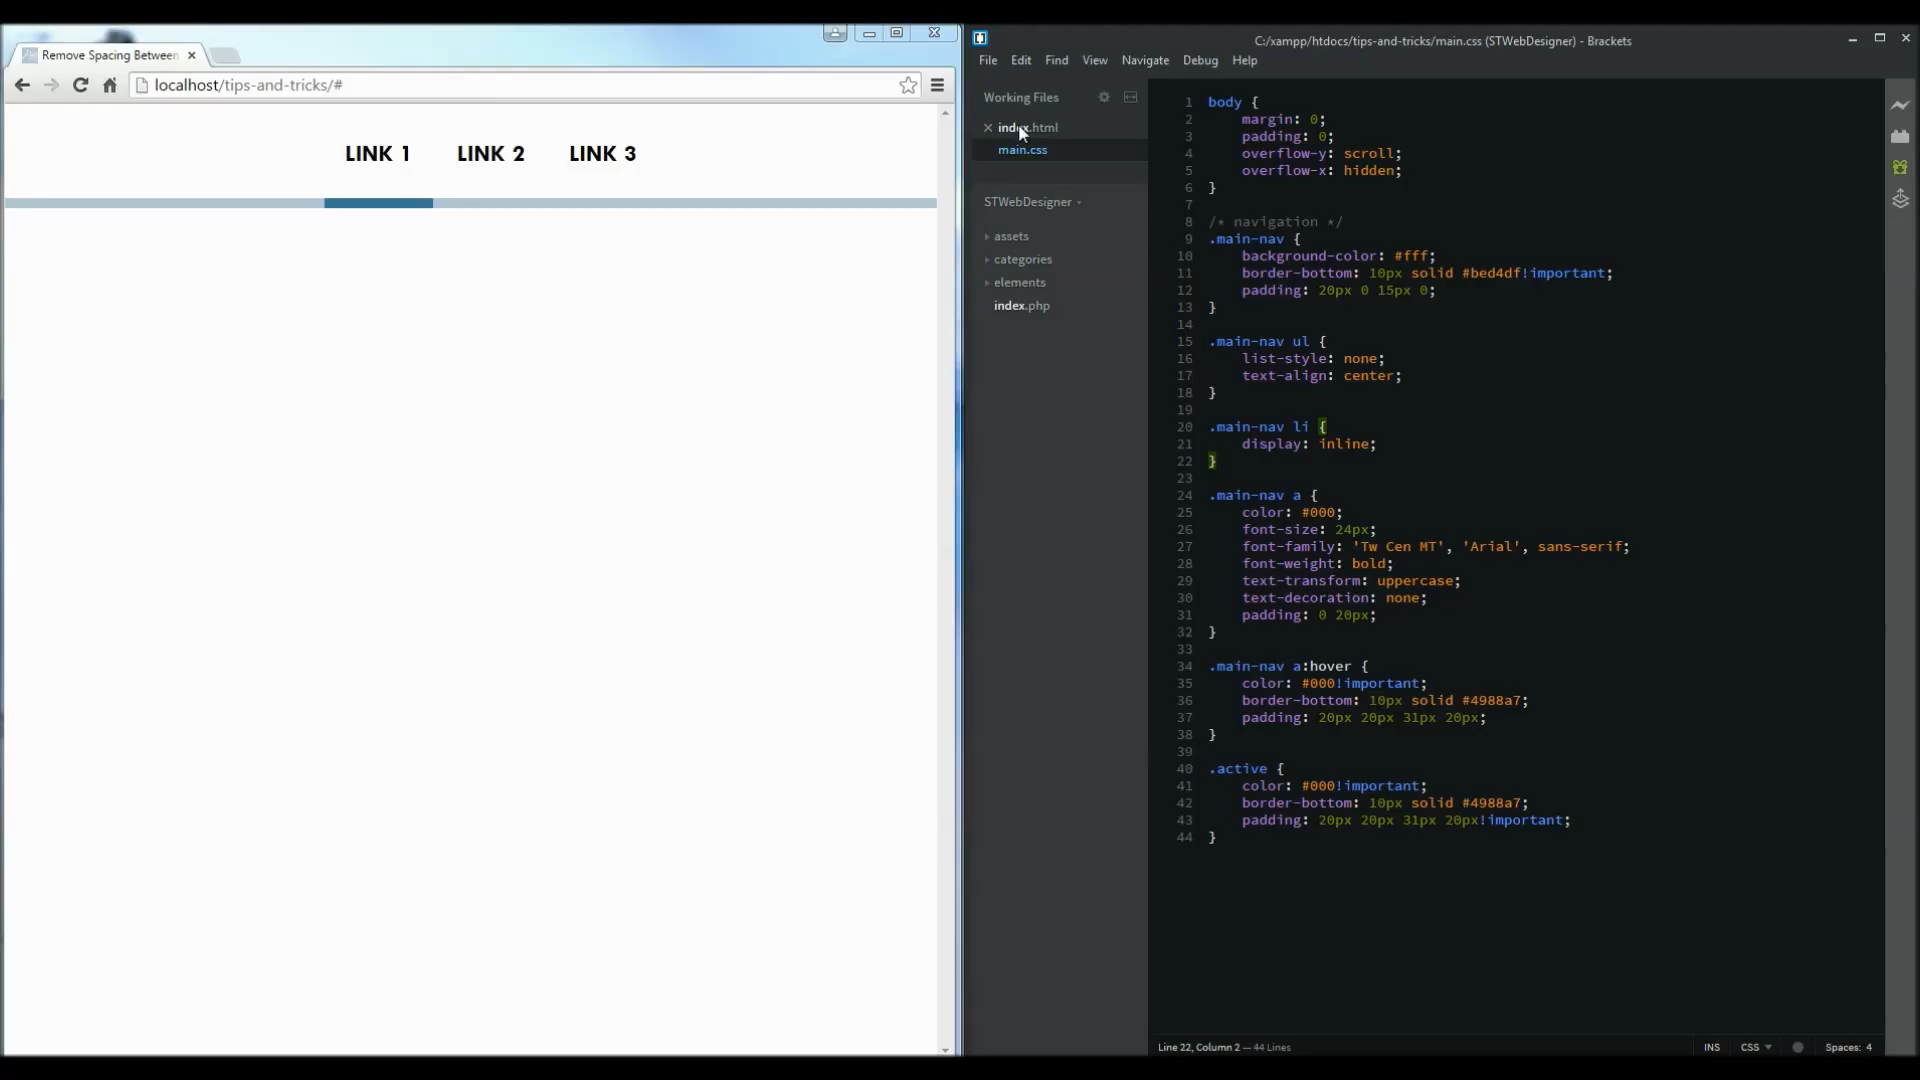 Remove Spacing Between
localhost/tips-and-tricks/#
LINK 1 LINK 2 LINK 3
C:/xampp/htdocs/tips-and-tricks/main.css (STWebDesigner) - Brackets
File Edit Find View Navigate Debug Help
Working Files
index.html
main.css
STWebDesigner
assets
categories
elements
index.php
1 body {
2 margin: 0;
3 padding: 0;
4 overflow-y: scroll;
5 overflow-x: hidden;
6 }
7
8 /* navigation */
9 .main-nav {
10 background-color: #fff;
11 border-bottom: 10px solid #bed4df!important;
12 padding: 20px 0 15px 0;
13 }
14
15 .main-nav ul {
16 list-style: none;
17 text-align: center;
18 }
19
20 .main-nav li {
21 display: inline;
22 }
23
24 .main-nav a {
25 color: #000;
26 font-size: 24px;
27 font-family: 'Tw Cen MT', 'Arial', sans-serif;
28 font-weight: bold;
29 text-transform: uppercase;
30 text-decoration: none;
31 padding: 0 20px;
32 }
33
34 .main-nav a:hover {
35 color: #000!important;
36 border-bottom: 10px solid #4988a7;
37 padding: 20px 20px 31px 20px;
38 }
39
40 .active {
41 color: #000!important;
42 border-bottom: 10px solid #4988a7;
43 padding: 20px 20px 31px 20px!important;
44 }
Line 22, Column 2 — 44 Lines
INS CSS Spaces: 4